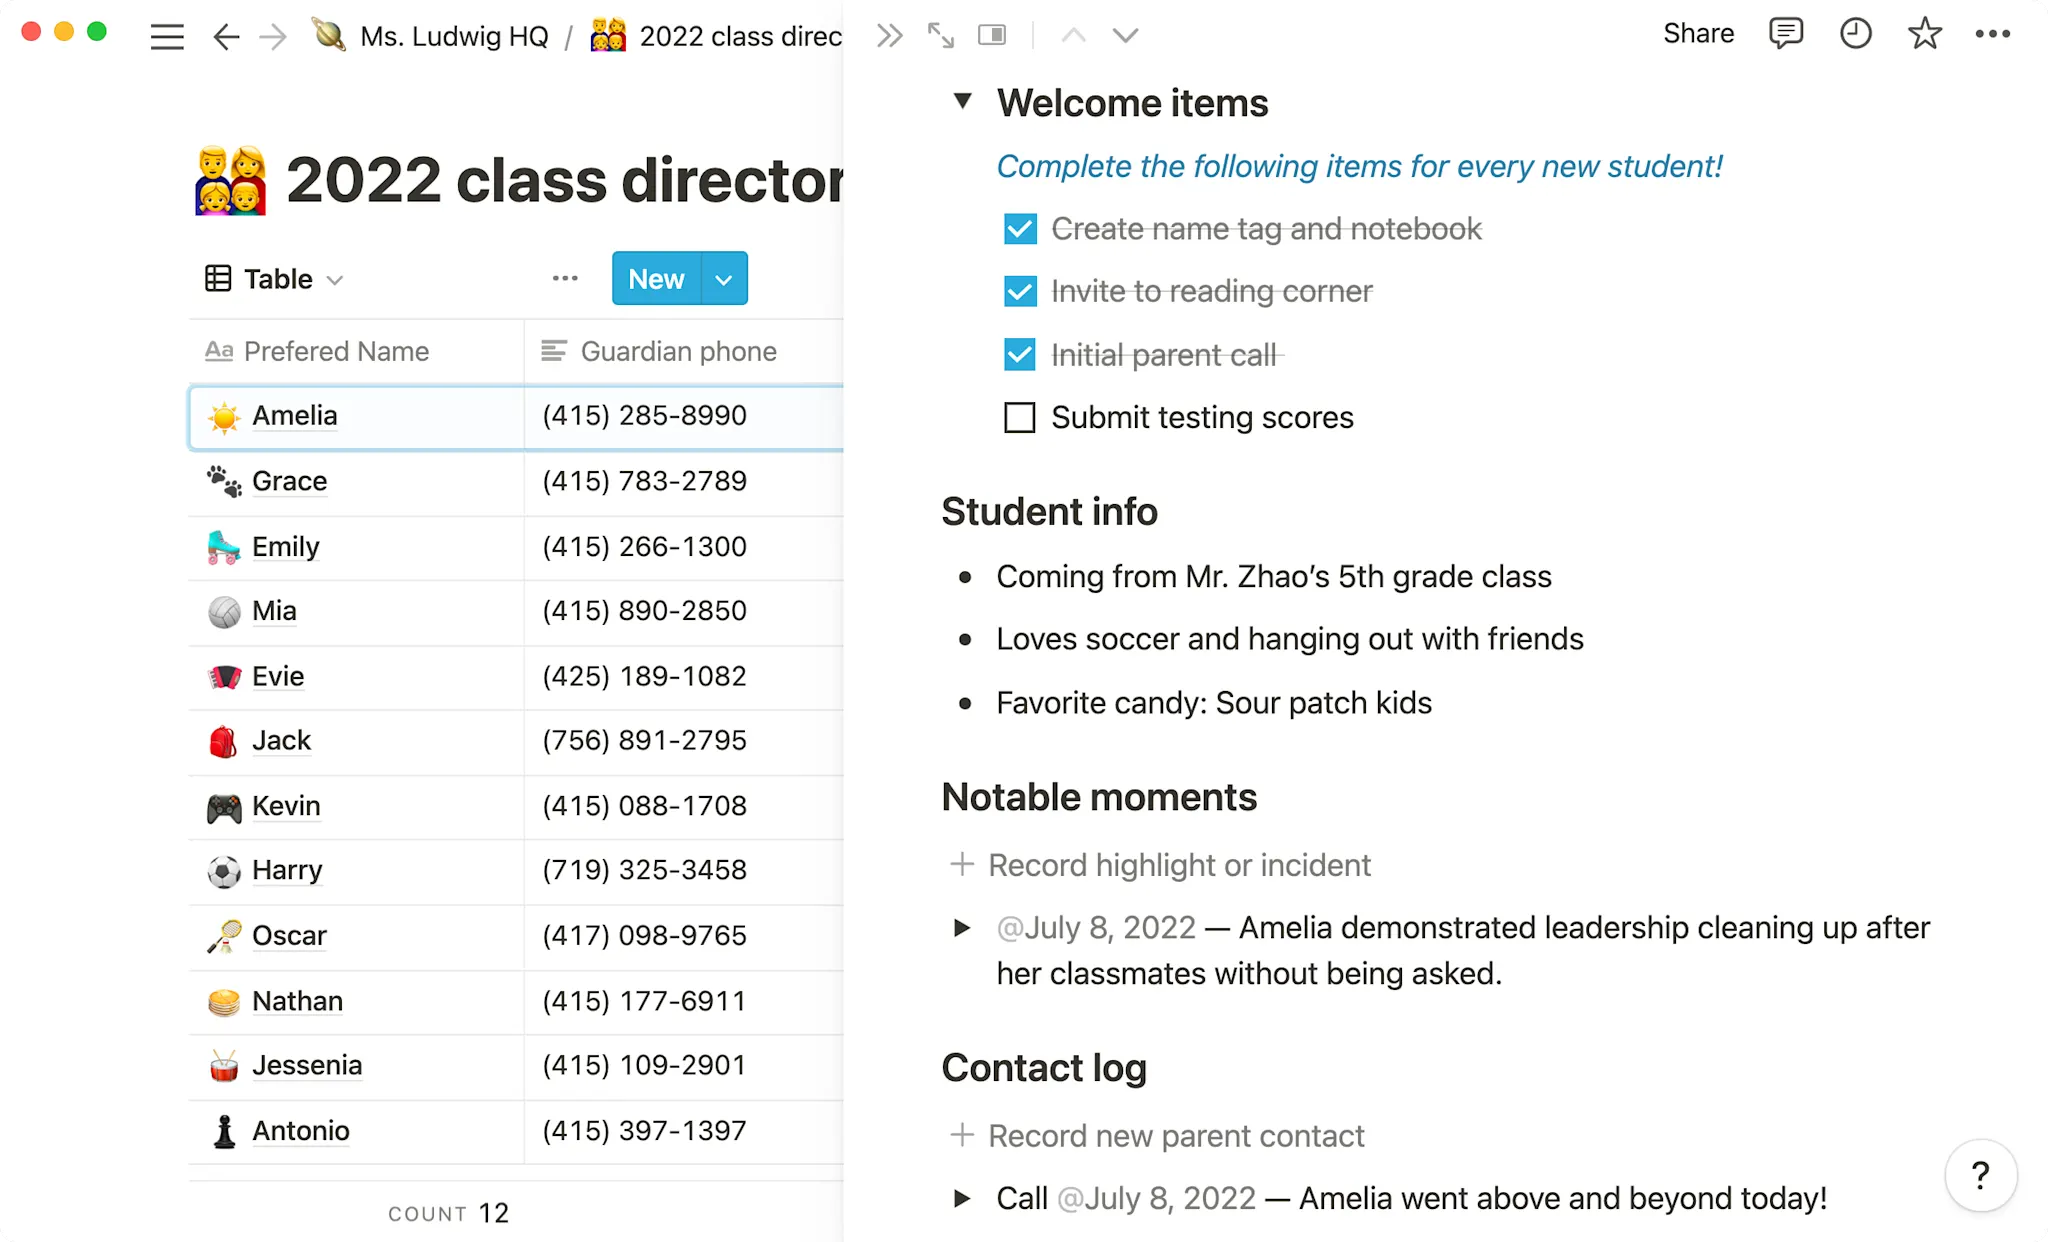 Ms. Ludwig HQ / 2022 class direc
2022 class director
Table
New
Aa Prefered Name
Guardian phone
Amelia (415) 285-8990
Grace (415) 783-2789
Emily (415) 266-1300
Mia (415) 890-2850
Evie (425) 189-1082
Jack (756) 891-2795
Kevin (415) 088-1708
Harry (719) 325-3458
Oscar (417) 098-9765
Nathan (415) 177-6911
Jessenia (415) 109-2901
Antonio (415) 397-1397
COUNT 12
Share
Welcome items
Complete the following items for every new student!
Create name tag and notebook
Invite to reading corner
Initial parent call
Submit testing scores
Student info
• Coming from Mr. Zhao’s 5th grade class
• Loves soccer and hanging out with friends
• Favorite candy: Sour patch kids
Notable moments
+ Record highlight or incident
@July 8, 2022 — Amelia demonstrated leadership cleaning up after
her classmates without being asked.
Contact log
+ Record new parent contact
Call @July 8, 2022 — Amelia went above and beyond today!
?